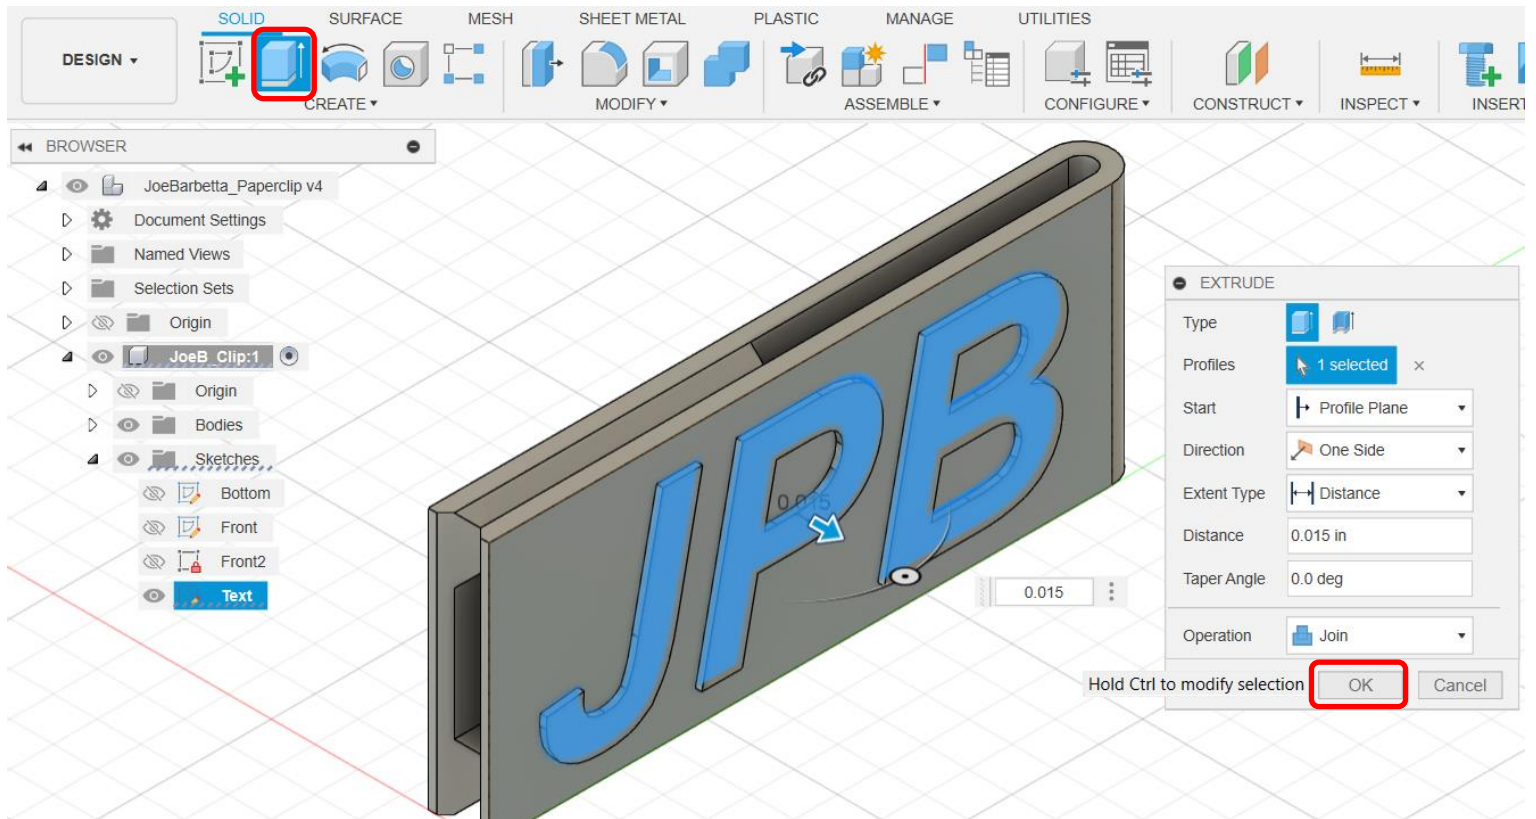 SOLID SURFACE MESH SHEET METAL PLASTIC MANAGE UTILITIES
DESIGN
CREATE MODIFY ASSEMBLE CONFIGURE CONSTRUCT INSPECT INSERT
BROWSER
JoeBarbetta_Paperclip v4
Document Settings
Named Views
Selection Sets
Origin
JoeB_Clip:1
Origin
Bodies
Sketches
Bottom
Front
Front2
Text
JPB
0.015
0.015
EXTRUDE
Type
Profiles 1 selected
Start Profile Plane
Direction One Side
Extent Type Distance
Distance 0.015 in
Taper Angle 0.0 deg
Operation Join
Hold Ctrl to modify selection OK Cancel